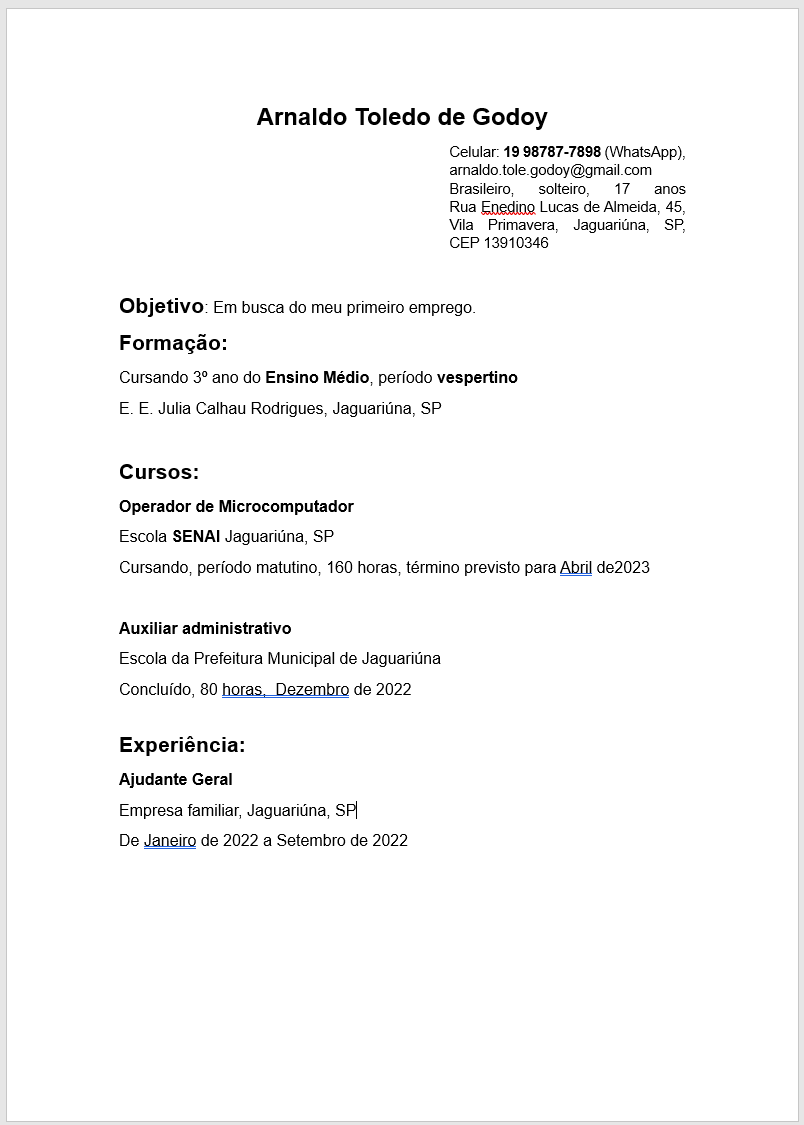 Arnaldo Toledo de Godoy
Celular: 19 98787-7898 (WhatsApp),
arnaldo.tole.godoy@gmail.com
Brasileiro, solteiro, 17 anos
Rua Enedino Lucas de Almeida, 45,
Vila Primavera, Jaguariúna, SP,
CEP 13910346
Objetivo: Em busca do meu primeiro emprego.
Formação:
Cursando 3º ano do Ensino Médio, período vespertino
E. E. Julia Calhau Rodrigues, Jaguariúna, SP
Cursos:
Operador de Microcomputador
Escola SENAI Jaguariúna, SP
Cursando, período matutino, 160 horas, término previsto para Abril de2023
Auxiliar administrativo
Escola da Prefeitura Municipal de Jaguariúna
Concluído, 80 horas,  Dezembro de 2022
Experiência:
Ajudante Geral
Empresa familiar, Jaguariúna, SP
De Janeiro de 2022 a Setembro de 2022